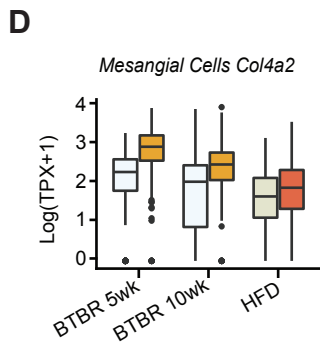 D
Mesangial Cells Col4a2
Log(TPX+1)
4
3
2
1
0
BTBR 5wk
BTBR 10wk
HFD